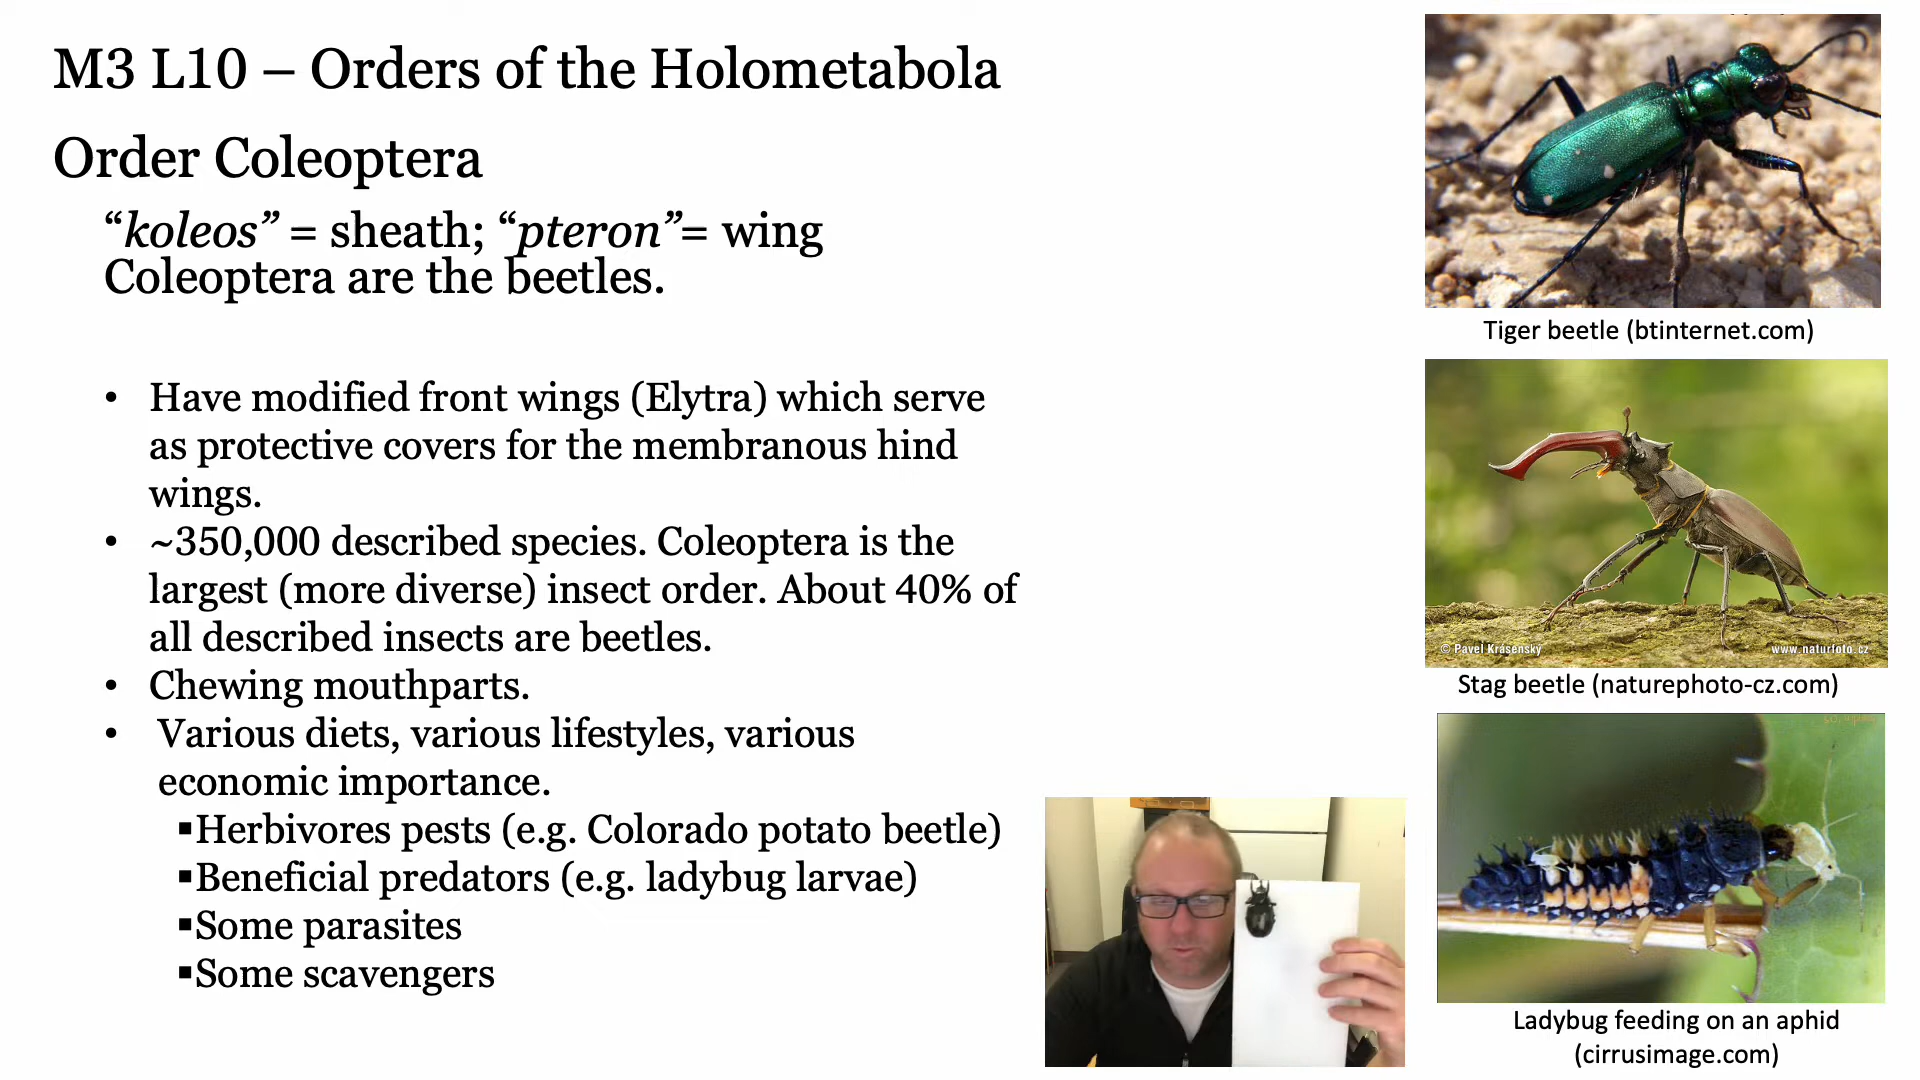 M3 L10 – Orders of the Holometabola
Order Coleoptera
“koleos” = sheath; “pteron”= wing
Coleoptera are the beetles.
• Have modified front wings (Elytra) which serve
as protective covers for the membranous hind
wings.
• ~350,000 described species. Coleoptera is the
largest (more diverse) insect order. About 40% of
all described insects are beetles.
• Chewing mouthparts.
• Various diets, various lifestyles, various
economic importance.
▪Herbivores pests (e.g. Colorado potato beetle)
▪Beneficial predators (e.g. ladybug larvae)
▪Some parasites
▪Some scavengers
Tiger beetle (btinternet.com)
© Pavel Krásenský www.naturfoto.cz
Stag beetle (naturephoto-cz.com)
Ladybug feeding on an aphid
(cirrusimage.com)